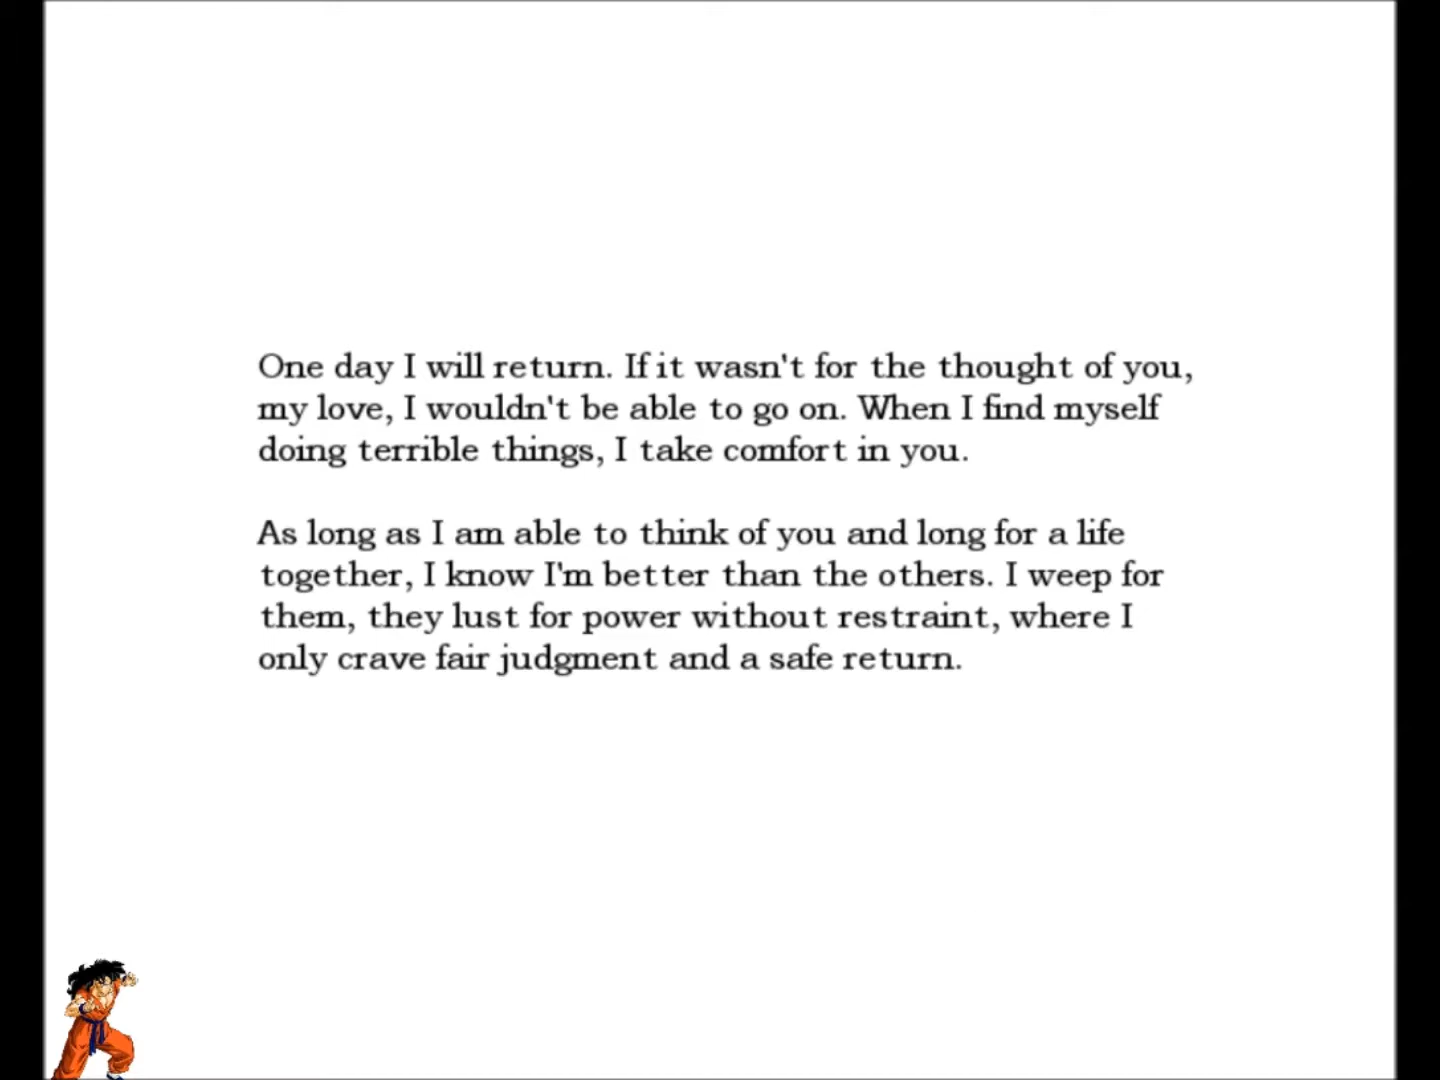 One day I will return. If it wasn't for the thought of you,
my love, I wouldn't be able to go on. When I find myself
doing terrible things, I take comfort in you.
As long as I am able to think of you and long for a life
together, I know I'm better than the others. I weep for
them, they lust for power without restraint, where I
only crave fair judgment and a safe return.